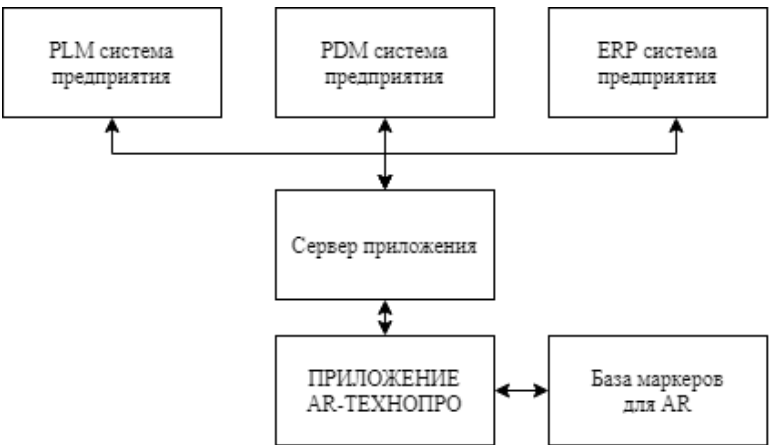 PLM система
предприятия
PDM система
предприятия
ERP система
предприятия
Сервер приложения
ПРИЛОЖЕНИЕ
AR-ТЕХНОПРО
База маркеров
для AR